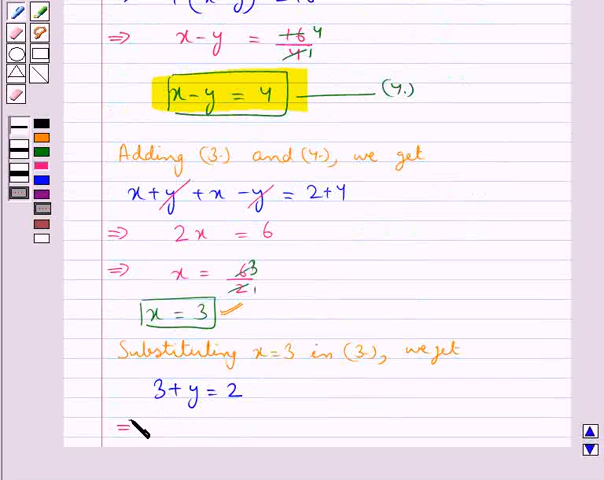 ⇒ x - y = 16 4 / 4 1
x - y = 4 (4.)
Adding (3.) and (4.), we get
x + y + x - y = 2 + 4
⇒ 2x = 6
⇒ x = 6 3 / 2 1
x = 3
Substituting x = 3 in (3.), we get
3 + y = 2
=